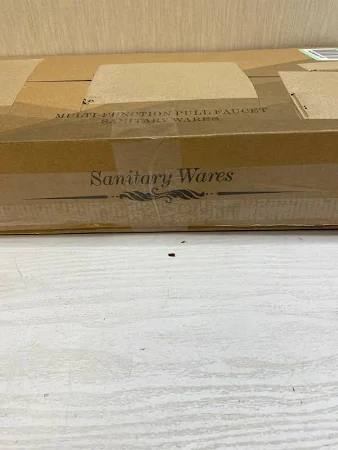 MULTI-FUNCTION PULL FAUCET
SANITARY WARES
Sanitary Wares